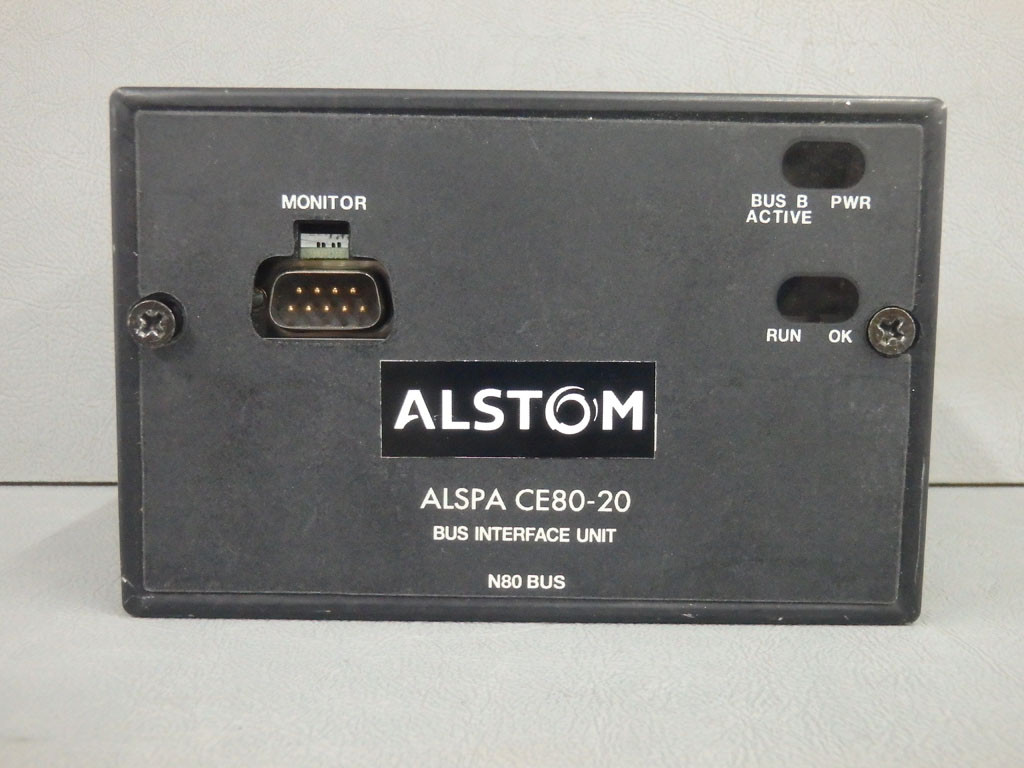 MONITOR
BUS B PWR
ACTIVE
RUN OK
ALSTOM
ALSPA CE80-20
BUS INTERFACE UNIT
N80 BUS